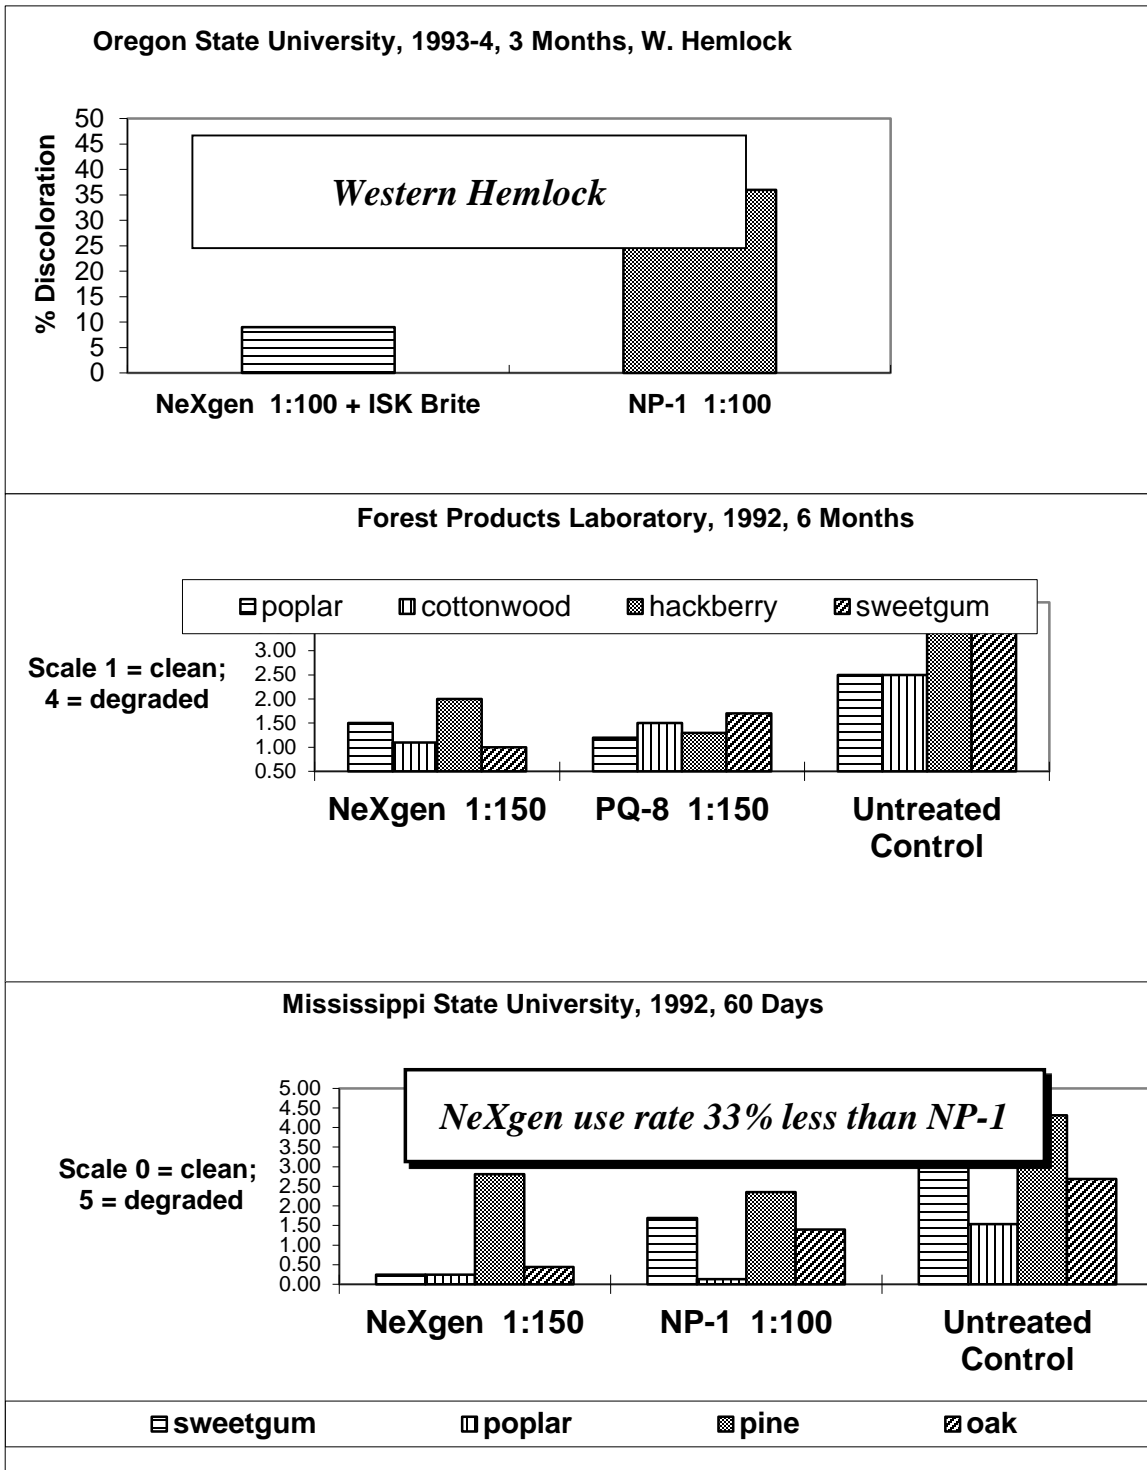 Oregon State University, 1993-4, 3 Months, W. Hemlock
% Discoloration
50
45
40
35
30
25
20
15
10
5
0
Western Hemlock
NeXgen 1:100 + ISK Brite
NP-1 1:100
Forest Products Laboratory, 1992, 6 Months
poplar cottonwood hackberry sweetgum
Scale 1 = clean;
4 = degraded
3.00
2.50
2.00
1.50
1.00
0.50
NeXgen 1:150
PQ-8 1:150
Untreated
Control
Mississippi State University, 1992, 60 Days
NeXgen use rate 33% less than NP-1
Scale 0 = clean;
5 = degraded
5.00
4.50
4.00
3.50
3.00
2.50
2.00
1.50
1.00
0.50
0.00
NeXgen 1:150
NP-1 1:100
Untreated
Control
sweetgum poplar pine oak